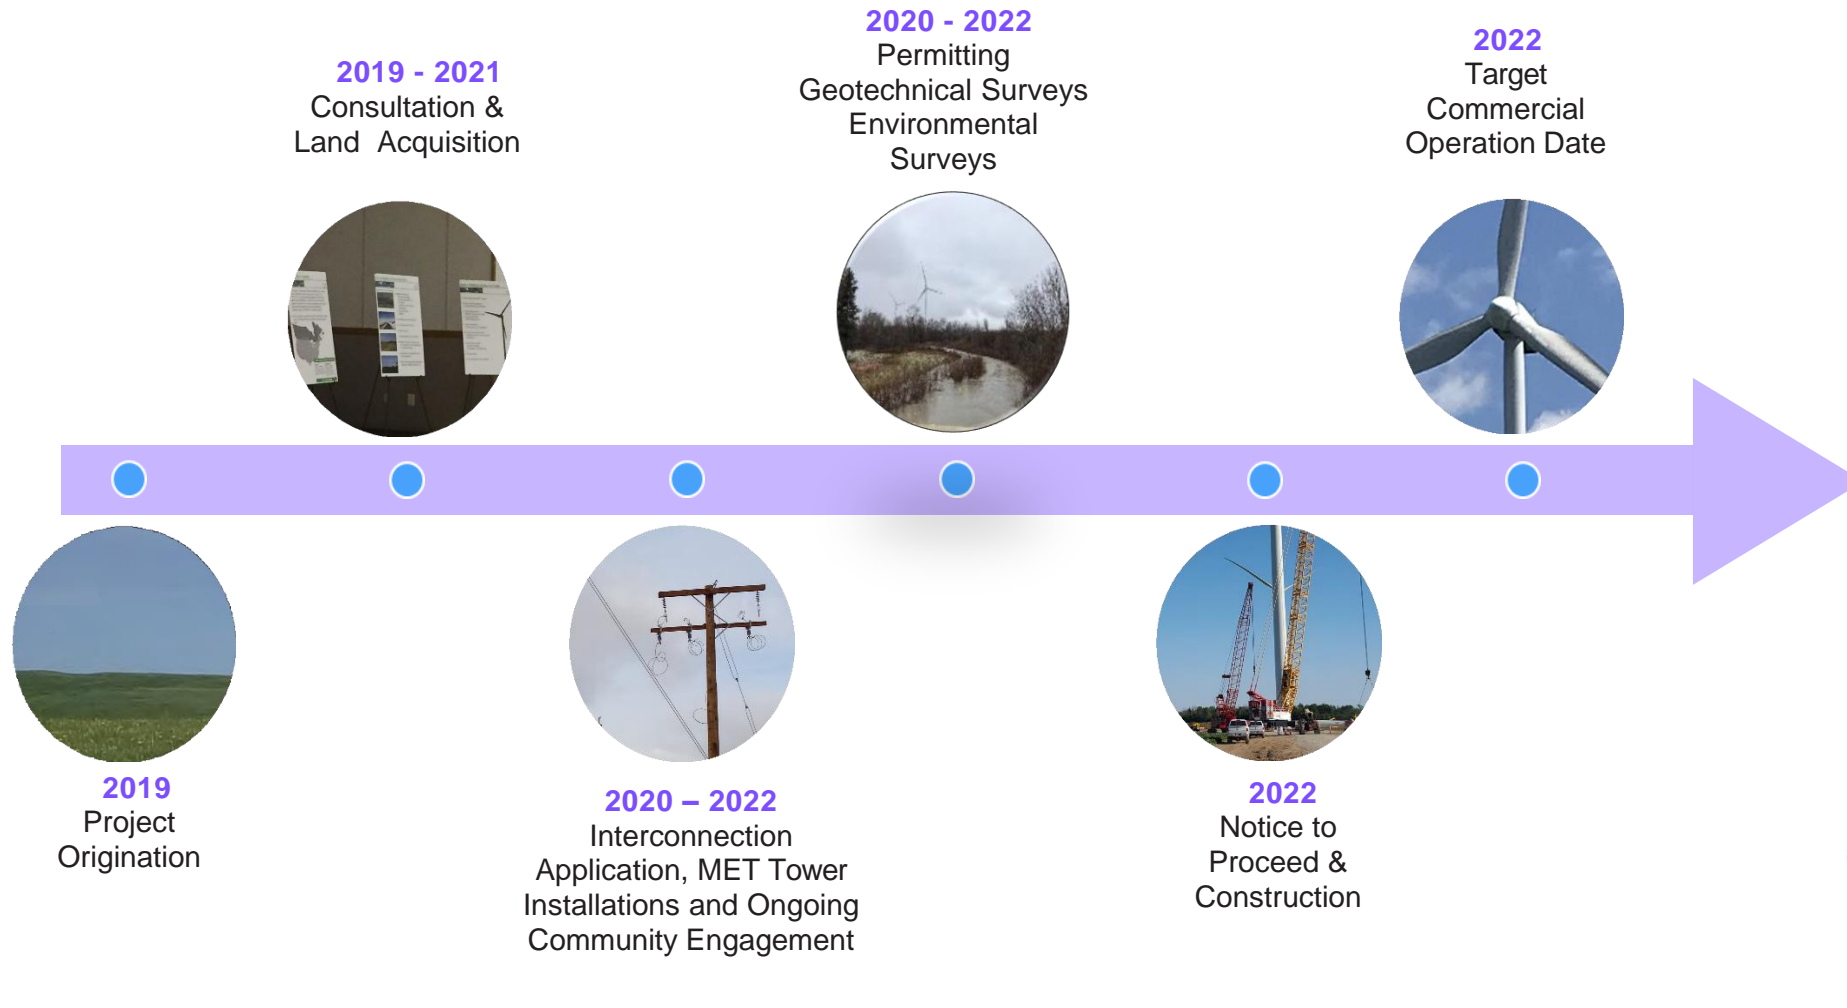 2019
Project
Origination
2019 - 2021
Consultation &
Land Acquisition
2020 – 2022
Interconnection
Application, MET Tower
Installations and Ongoing
Community Engagement
2020 - 2022
Permitting
Geotechnical Surveys
Environmental
Surveys
2022
Notice to
Proceed &
Construction
2022
Target
Commercial
Operation Date